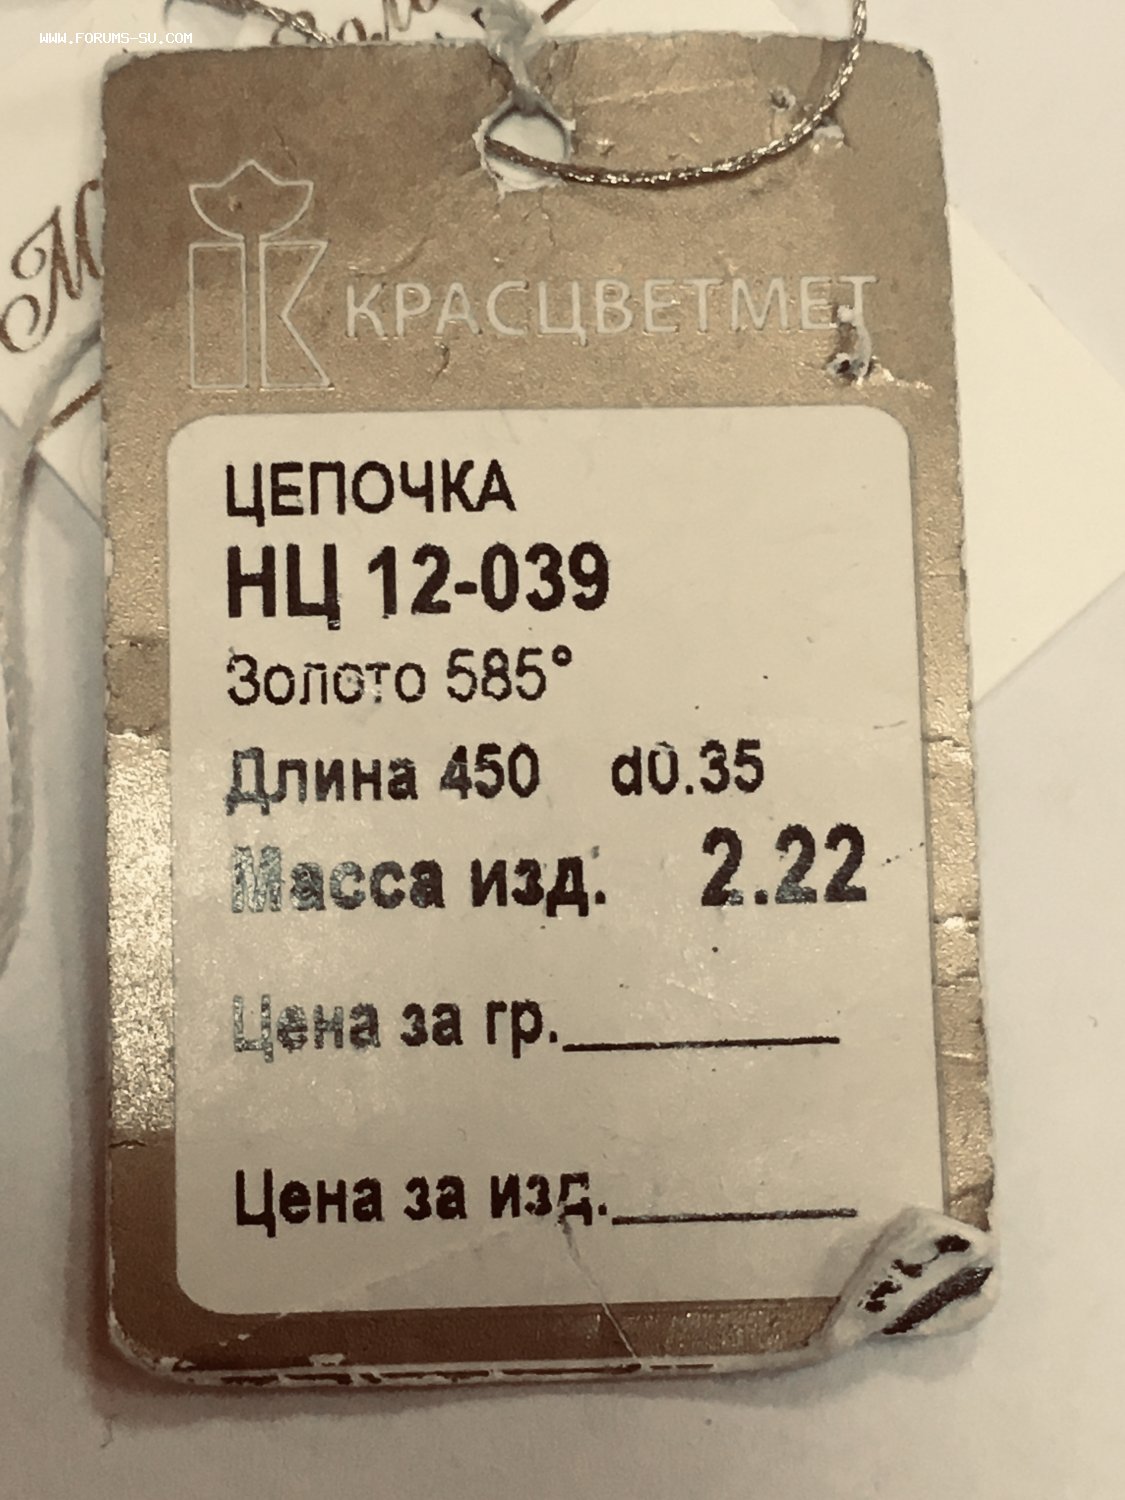 WWW.FORUMS-SU.COM
КРАСЦВЕТМЕТ
ЦЕПОЧКА
НЦ 12-039
Золото 585°
Длина 450 d0.35
Масса изд. 2.22
Цена за гр.
Цена за изд.